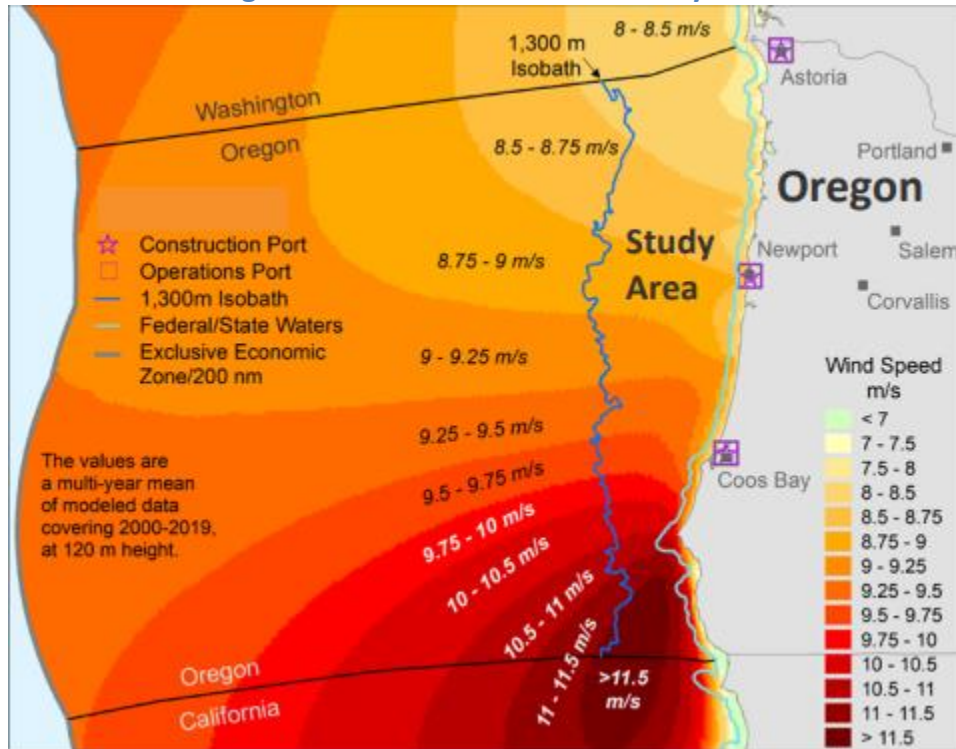 8 - 8.5 m/s
1,300 m
Isobath
Astoria
Washington
Oregon
8.5 - 8.75 m/s
Portland
Oregon
Study
Area
Newport
Salem
Corvallis
8.75 - 9 m/s
Construction Port
Operations Port
1,300m Isobath
Federal/State Waters
Exclusive Economic
Zone/200 nm
9 - 9.25 m/s
9.25 - 9.5 m/s
9.5 - 9.75 m/s
Coos Bay
The values are
a multi-year mean
of modeled data
covering 2000-2019,
at 120 m height.
9.75 - 10 m/s
10 - 10.5 m/s
10.5 - 11 m/s
11 - 11.5 m/s
>11.5
m/s
Oregon
California
Wind Speed
m/s
< 7
7 - 7.5
7.5 - 8
8 - 8.5
8.5 - 8.75
8.75 - 9
9 - 9.25
9.25 - 9.5
9.5 - 9.75
9.75 - 10
10 - 10.5
10.5 - 11
11 - 11.5
> 11.5